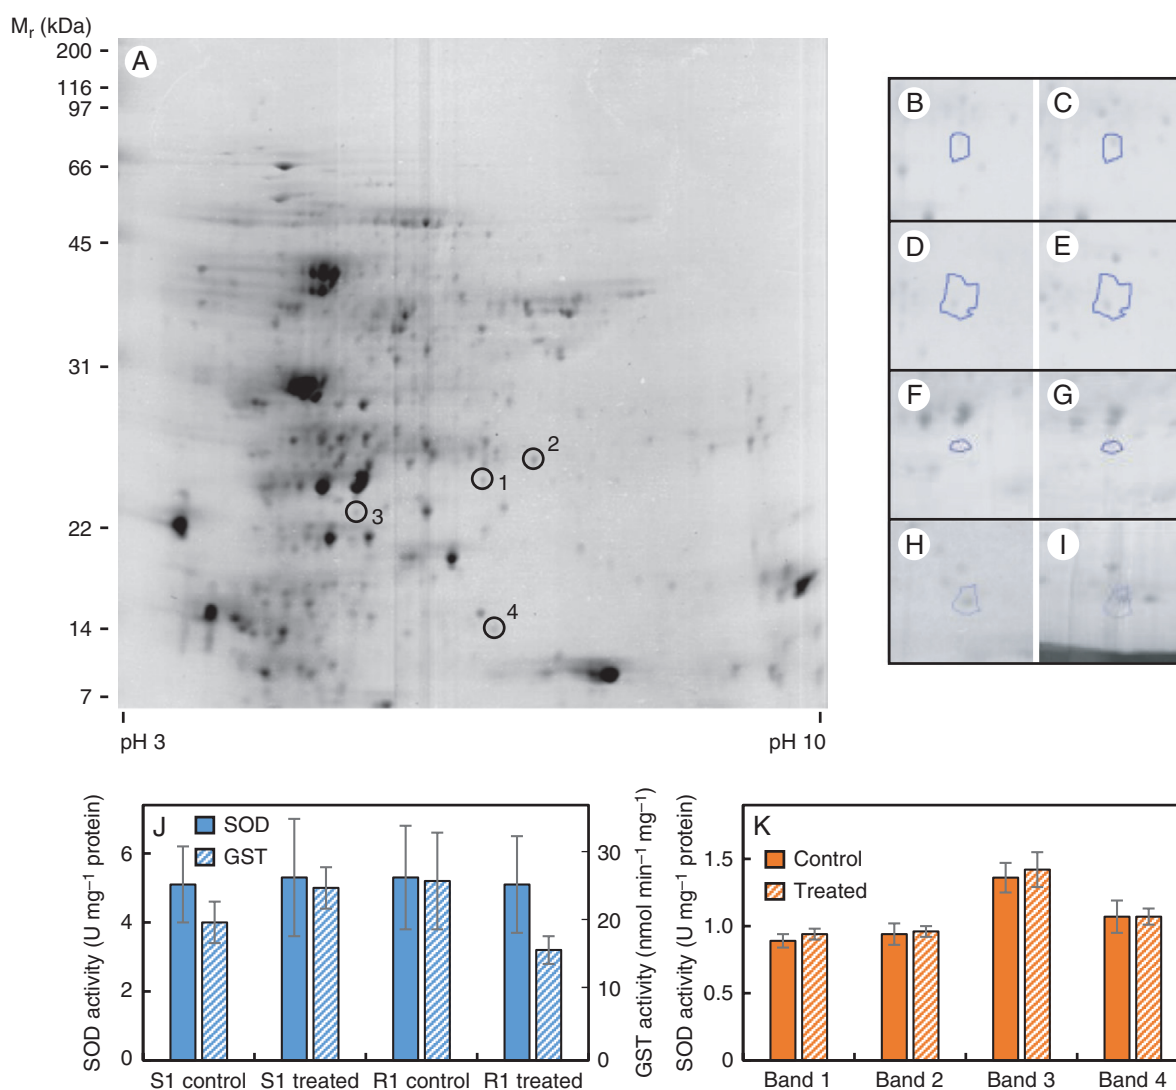 Mr (kDa)
200
116
97
66
45
31
22
14
7
A
1
2
3
4
pH 3
pH 10
B
C
D
E
F
G
H
I
J
SOD
GST
SOD activity (U mg–1 protein)
6
4
2
0
GST activity (nmol min–1 mg–1)
30
20
10
0
S1 control
S1 treated
R1 control
R1 treated
K
Control
Treated
SOD activity (U mg–1 protein)
1.5
1.0
0.5
0
Band 1
Band 2
Band 3
Band 4